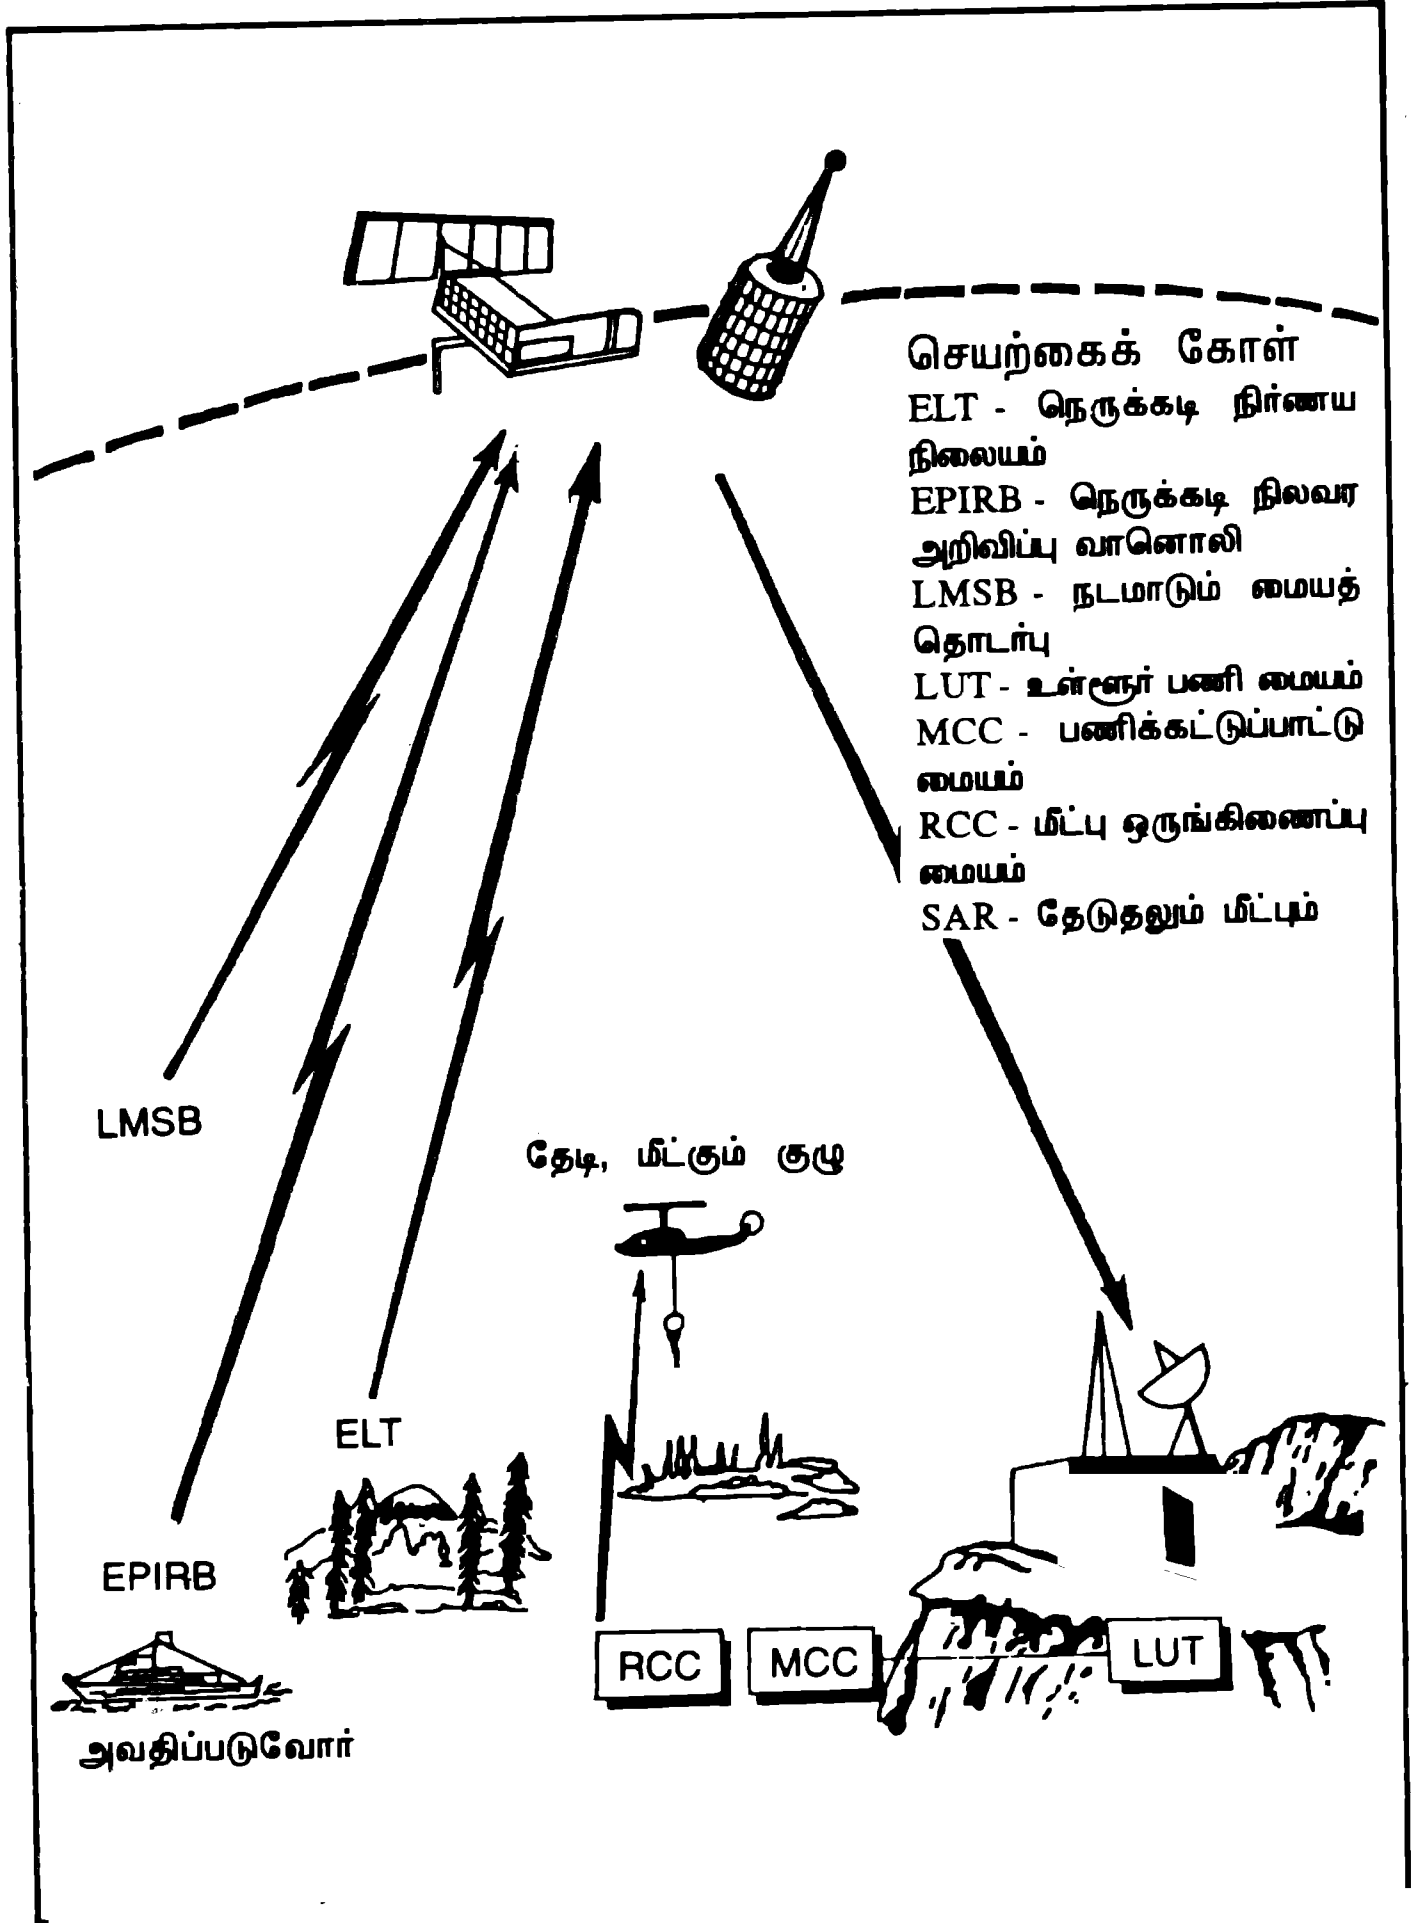 செயற்கைக் கோள்
ELT - நெருக்கடி நிர்ணய
நிலையம்
EPIRB - நெருக்கடி நிலவர
அறிவிப்பு வானொலி
LMSB - நடமாடும் மையத்
தொடர்பு
LUT - உள்ளூர் பணி மையம்
MCC - பணிக்கட்டுப்பாட்டு
மையம்
RCC - மீட்பு ஒருங்கிணைப்பு
மையம்
SAR - தேடுதலும் மீட்பும்
LMSB
தேடி, மீட்கும் குழு
ELT
EPIRB
RCC
MCC
LUT
அவதிப்படுவோர்